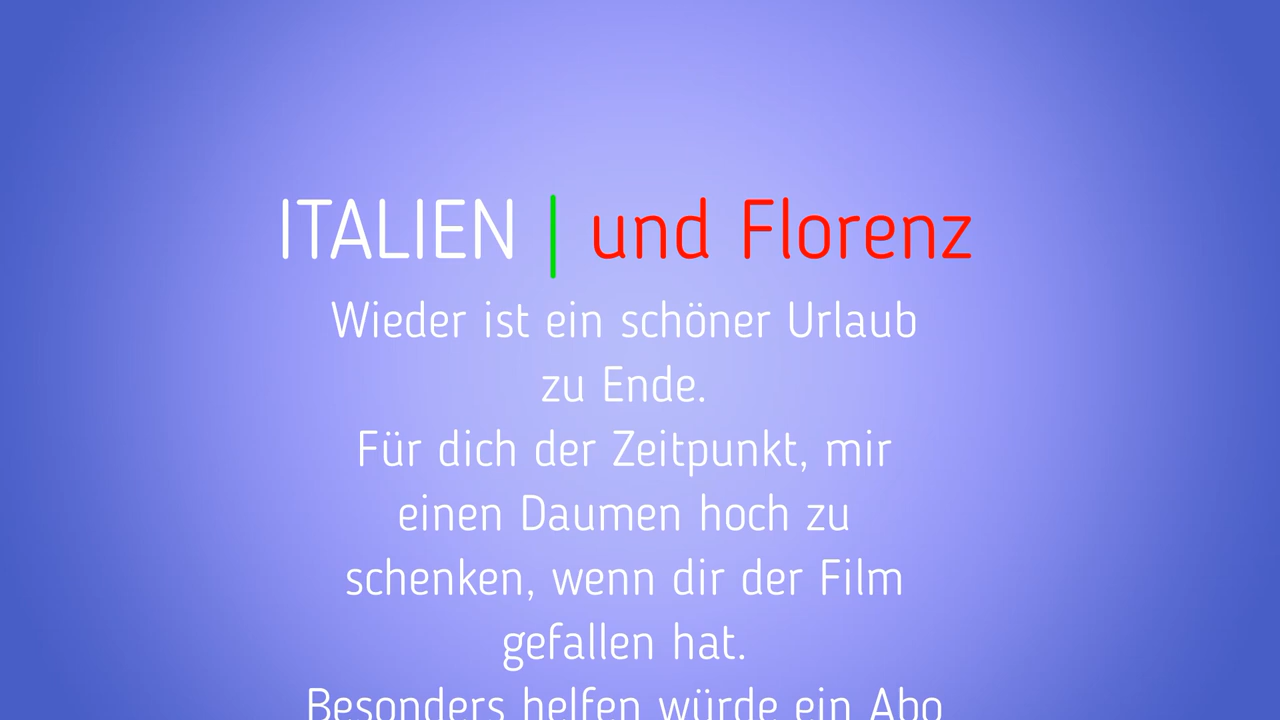 ITALIEN | und Florenz
Wieder ist ein schöner Urlaub
zu Ende.
Für dich der Zeitpunkt, mir
einen Daumen hoch zu
schenken, wenn dir der Film
gefallen hat.
Besonders helfen würde ein Abo